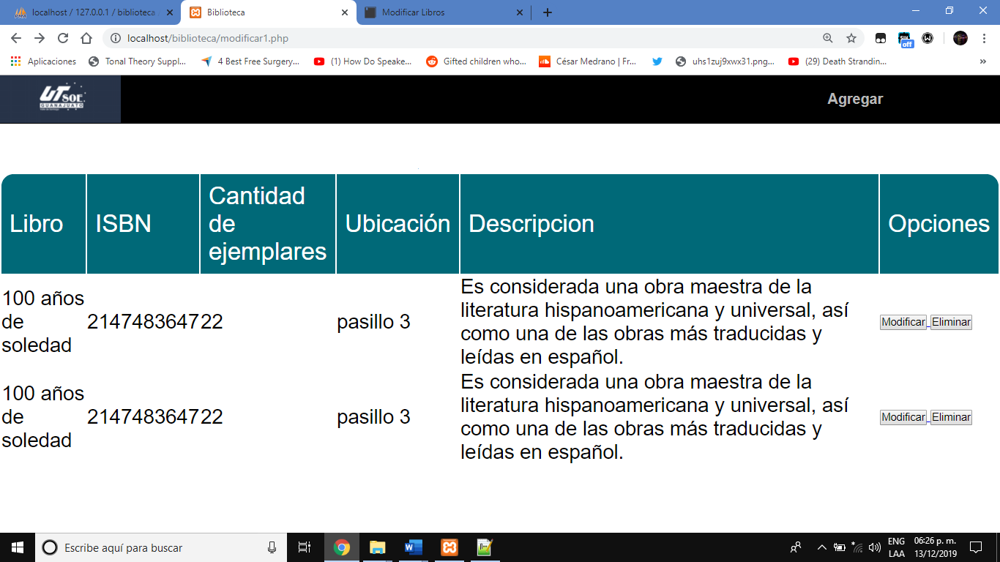 localhost / 127.0.0.1 / biblioteca
Biblioteca
Modificar Libros
localhost/biblioteca/modificar1.php
off
Aplicaciones
Tonal Theory Suppl...
4 Best Free Surgery...
(1) How Do Speake...
Gifted children who...
César Medrano | Fr...
uhs1zuj9xwx31.png...
(29) Death Strandin...
UTSOE
GUANAJUATO
Agregar
Libro
ISBN
Cantidad
de
ejemplares
Ubicación
Descripcion
Opciones
100 años
de
soledad
2147483647
22
pasillo 3
Es considerada una obra maestra de la
literatura hispanoamericana y universal, así
como una de las obras más traducidas y
leídas en español.
Modificar Eliminar
100 años
de
soledad
2147483647
22
pasillo 3
Es considerada una obra maestra de la
literatura hispanoamericana y universal, así
como una de las obras más traducidas y
leídas en español.
Modificar Eliminar
Escribe aquí para buscar
ENG
LAA
06:26 p. m.
13/12/2019